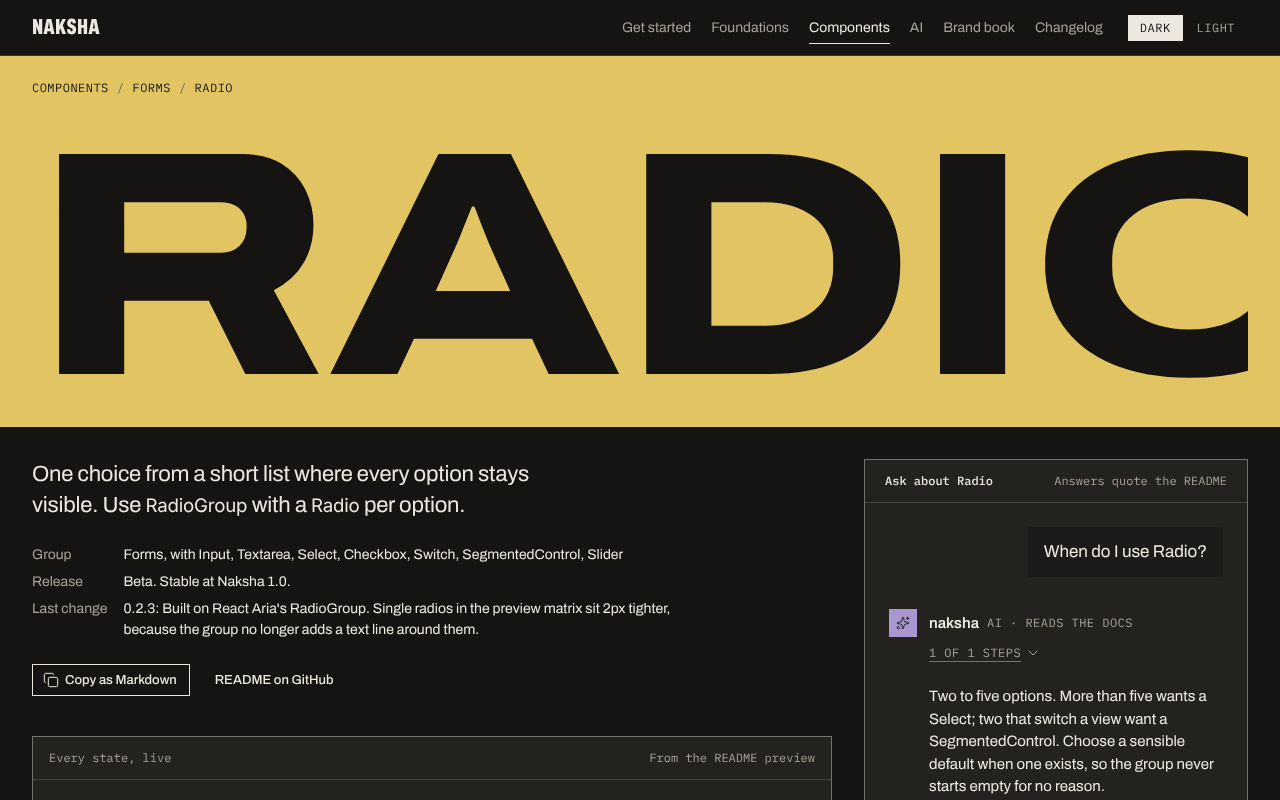 NAKSHA
Get started Foundations Components AI Brand book Changelog DARK LIGHT
COMPONENTS / FORMS / RADIO
RADIO
One choice from a short list where every option stays
visible. Use RadioGroup with a Radio per option.
Group Forms, with Input, Textarea, Select, Checkbox, Switch, SegmentedControl, Slider
Release Beta. Stable at Naksha 1.0.
Last change 0.2.3: Built on React Aria's RadioGroup. Single radios in the preview matrix sit 2px tighter,
because the group no longer adds a text line around them.
Copy as Markdown README on GitHub
Every state, live From the README preview
Ask about Radio Answers quote the README
When do I use Radio?
naksha AI · READS THE DOCS
1 OF 1 STEPS
Two to five options. More than five wants a
Select; two that switch a view want a
SegmentedControl. Choose a sensible
default when one exists, so the group never
starts empty for no reason.